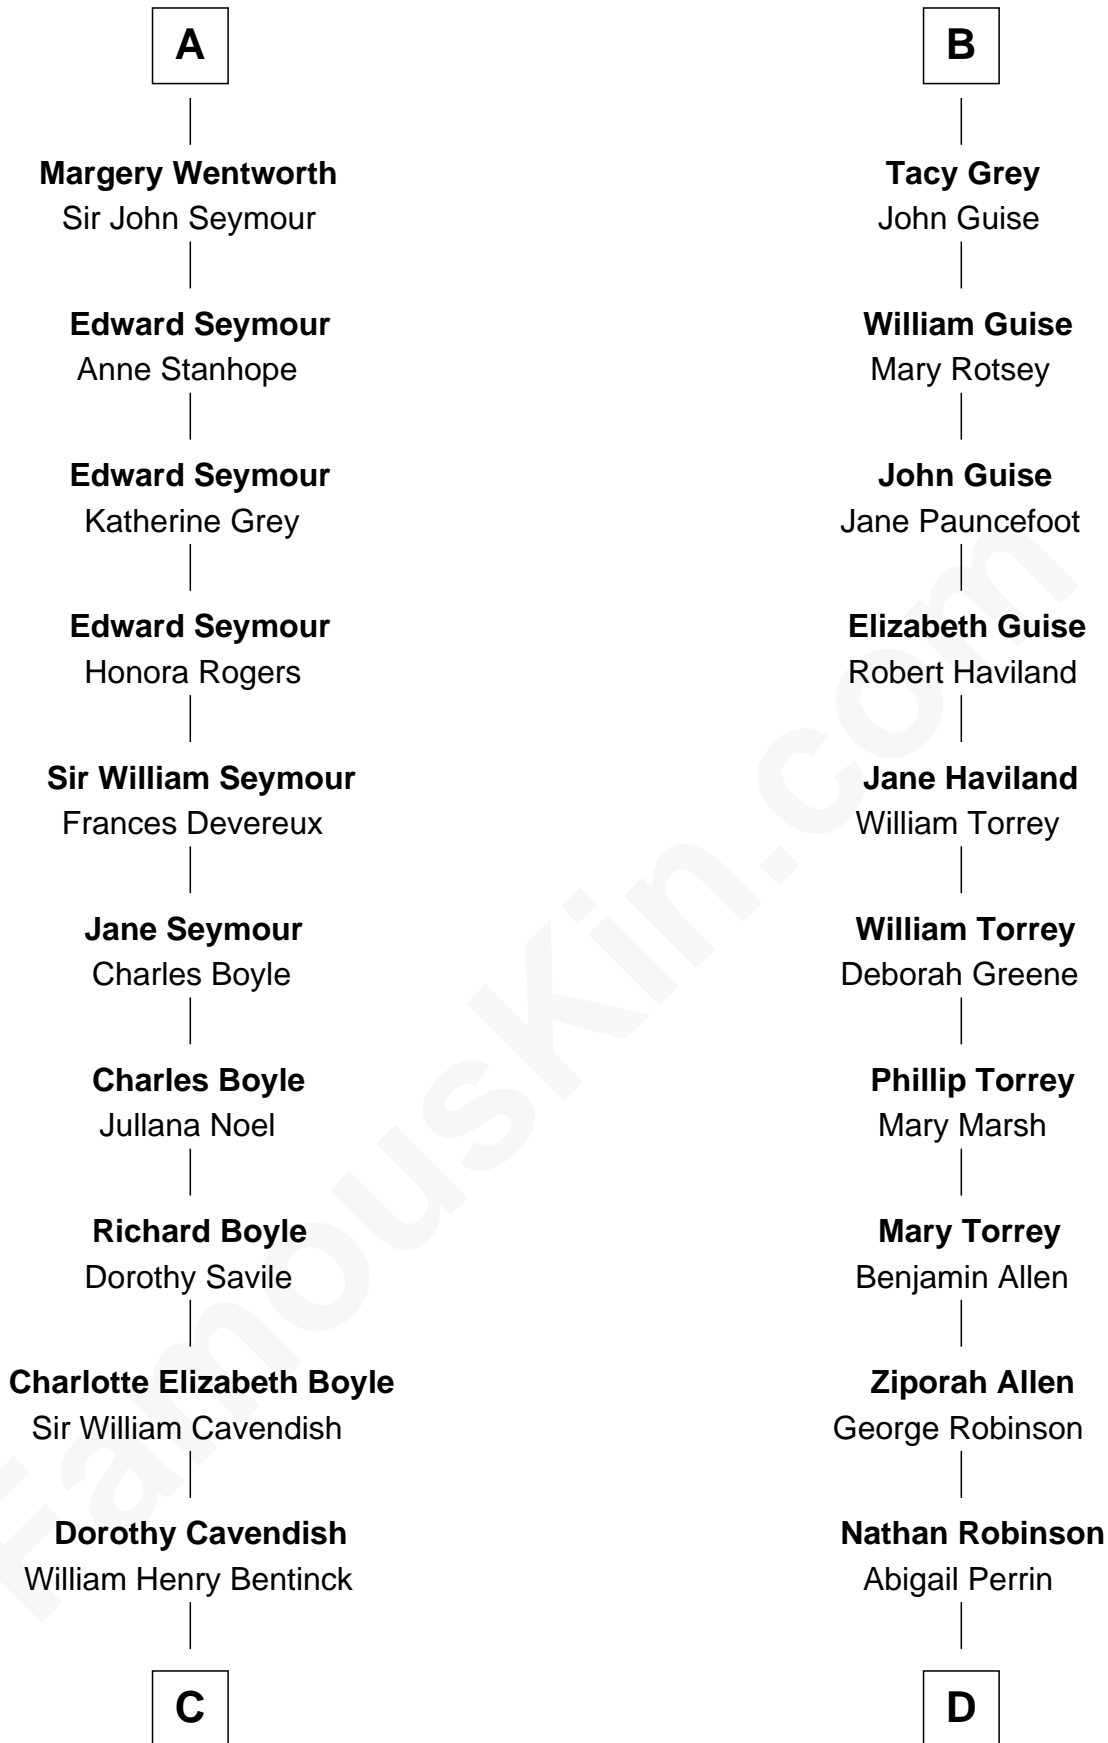 A
Margery Wentworth
Sir John Seymour
Edward Seymour
Anne Stanhope
Edward Seymour
Katherine Grey
Edward Seymour
Honora Rogers
Sir William Seymour
Frances Devereux
Jane Seymour
Charles Boyle
Charles Boyle
Jullana Noel
Richard Boyle
Dorothy Savile
Charlotte Elizabeth Boyle
Sir William Cavendish
Dorothy Cavendish
William Henry Bentinck
C
B
Tacy Grey
John Guise
William Guise
Mary Rotsey
John Guise
Jane Pauncefoot
Elizabeth Guise
Robert Haviland
Jane Haviland
William Torrey
William Torrey
Deborah Greene
Phillip Torrey
Mary Marsh
Mary Torrey
Benjamin Allen
Ziporah Allen
George Robinson
Nathan Robinson
Abigail Perrin
D
FamousKin.com